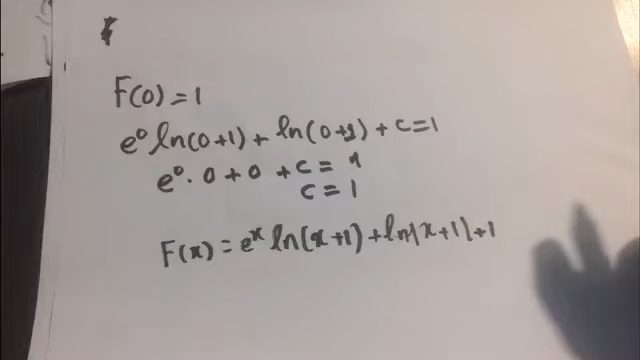 F(0) = 1
e⁰ ln(0+1) + ln(0+1) + c = 1
e⁰ · 0 + 0 + c = 1
c = 1
F(x) = eˣ ln(x+1) + ln|x+1| + 1